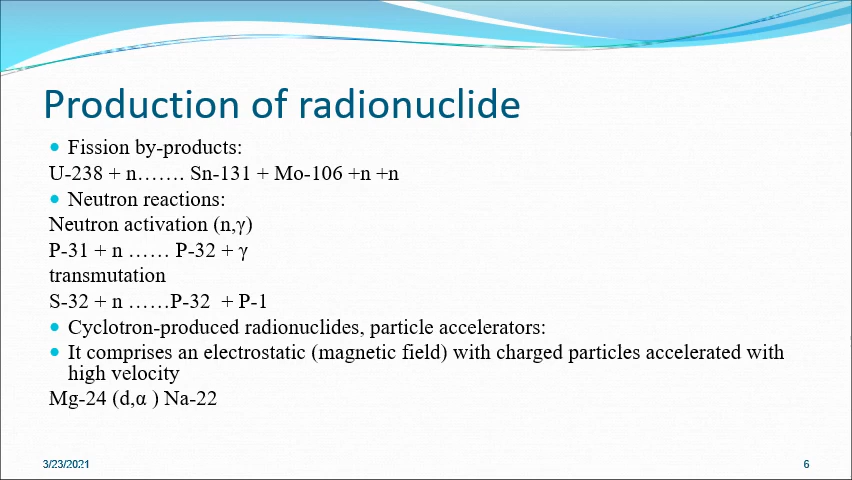 Production of radionuclide
Fission by-products:
U-238 + n……. Sn-131 + Mo-106 +n +n
Neutron reactions:
Neutron activation (n,γ)
P-31 + n …… P-32 + γ
transmutation
S-32 + n ……P-32 + P-1
Cyclotron-produced radionuclides, particle accelerators:
It comprises an electrostatic (magnetic field) with charged particles accelerated with
high velocity
Mg-24 (d,α ) Na-22
3/23/2021
6